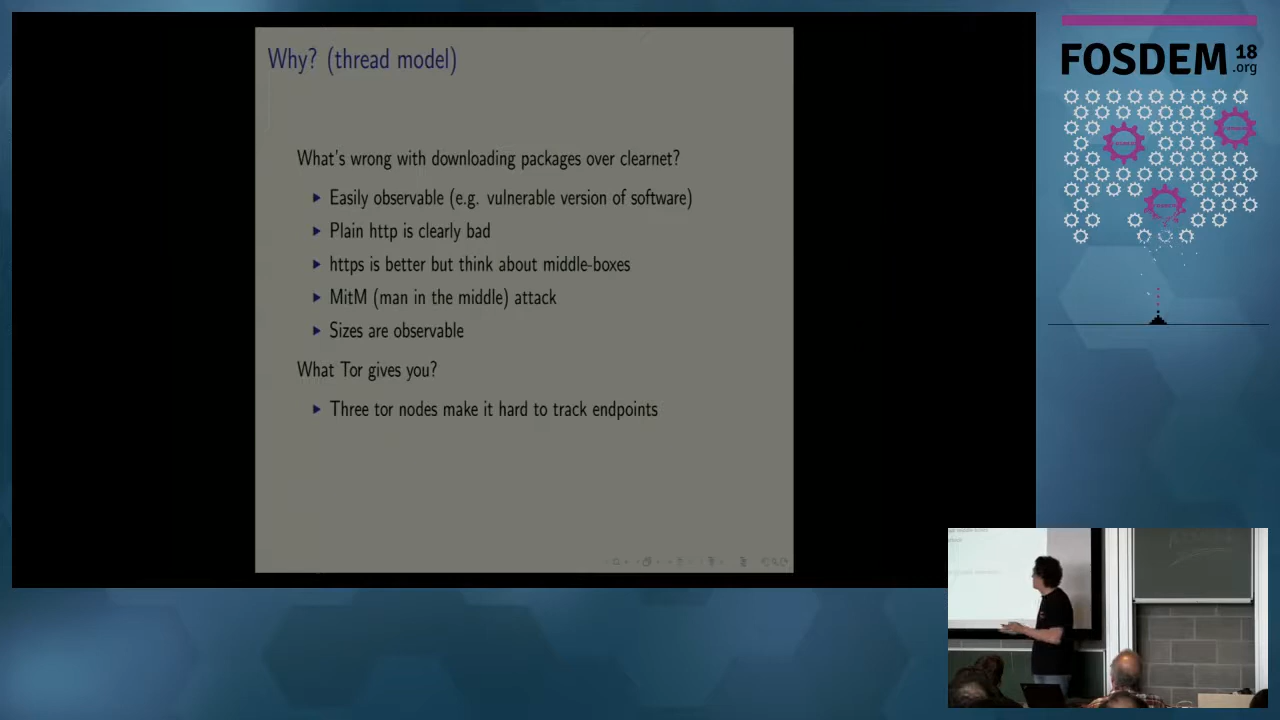 Why? (thread model)
What's wrong with downloading packages over clearnet?
Easily observable (e.g. vulnerable version of software)
Plain http is clearly bad
https is better but think about middle-boxes
MitM (man in the middle) attack
Sizes are observable
What Tor gives you?
Three tor nodes make it hard to track endpoints
FOSDEM 18
.org